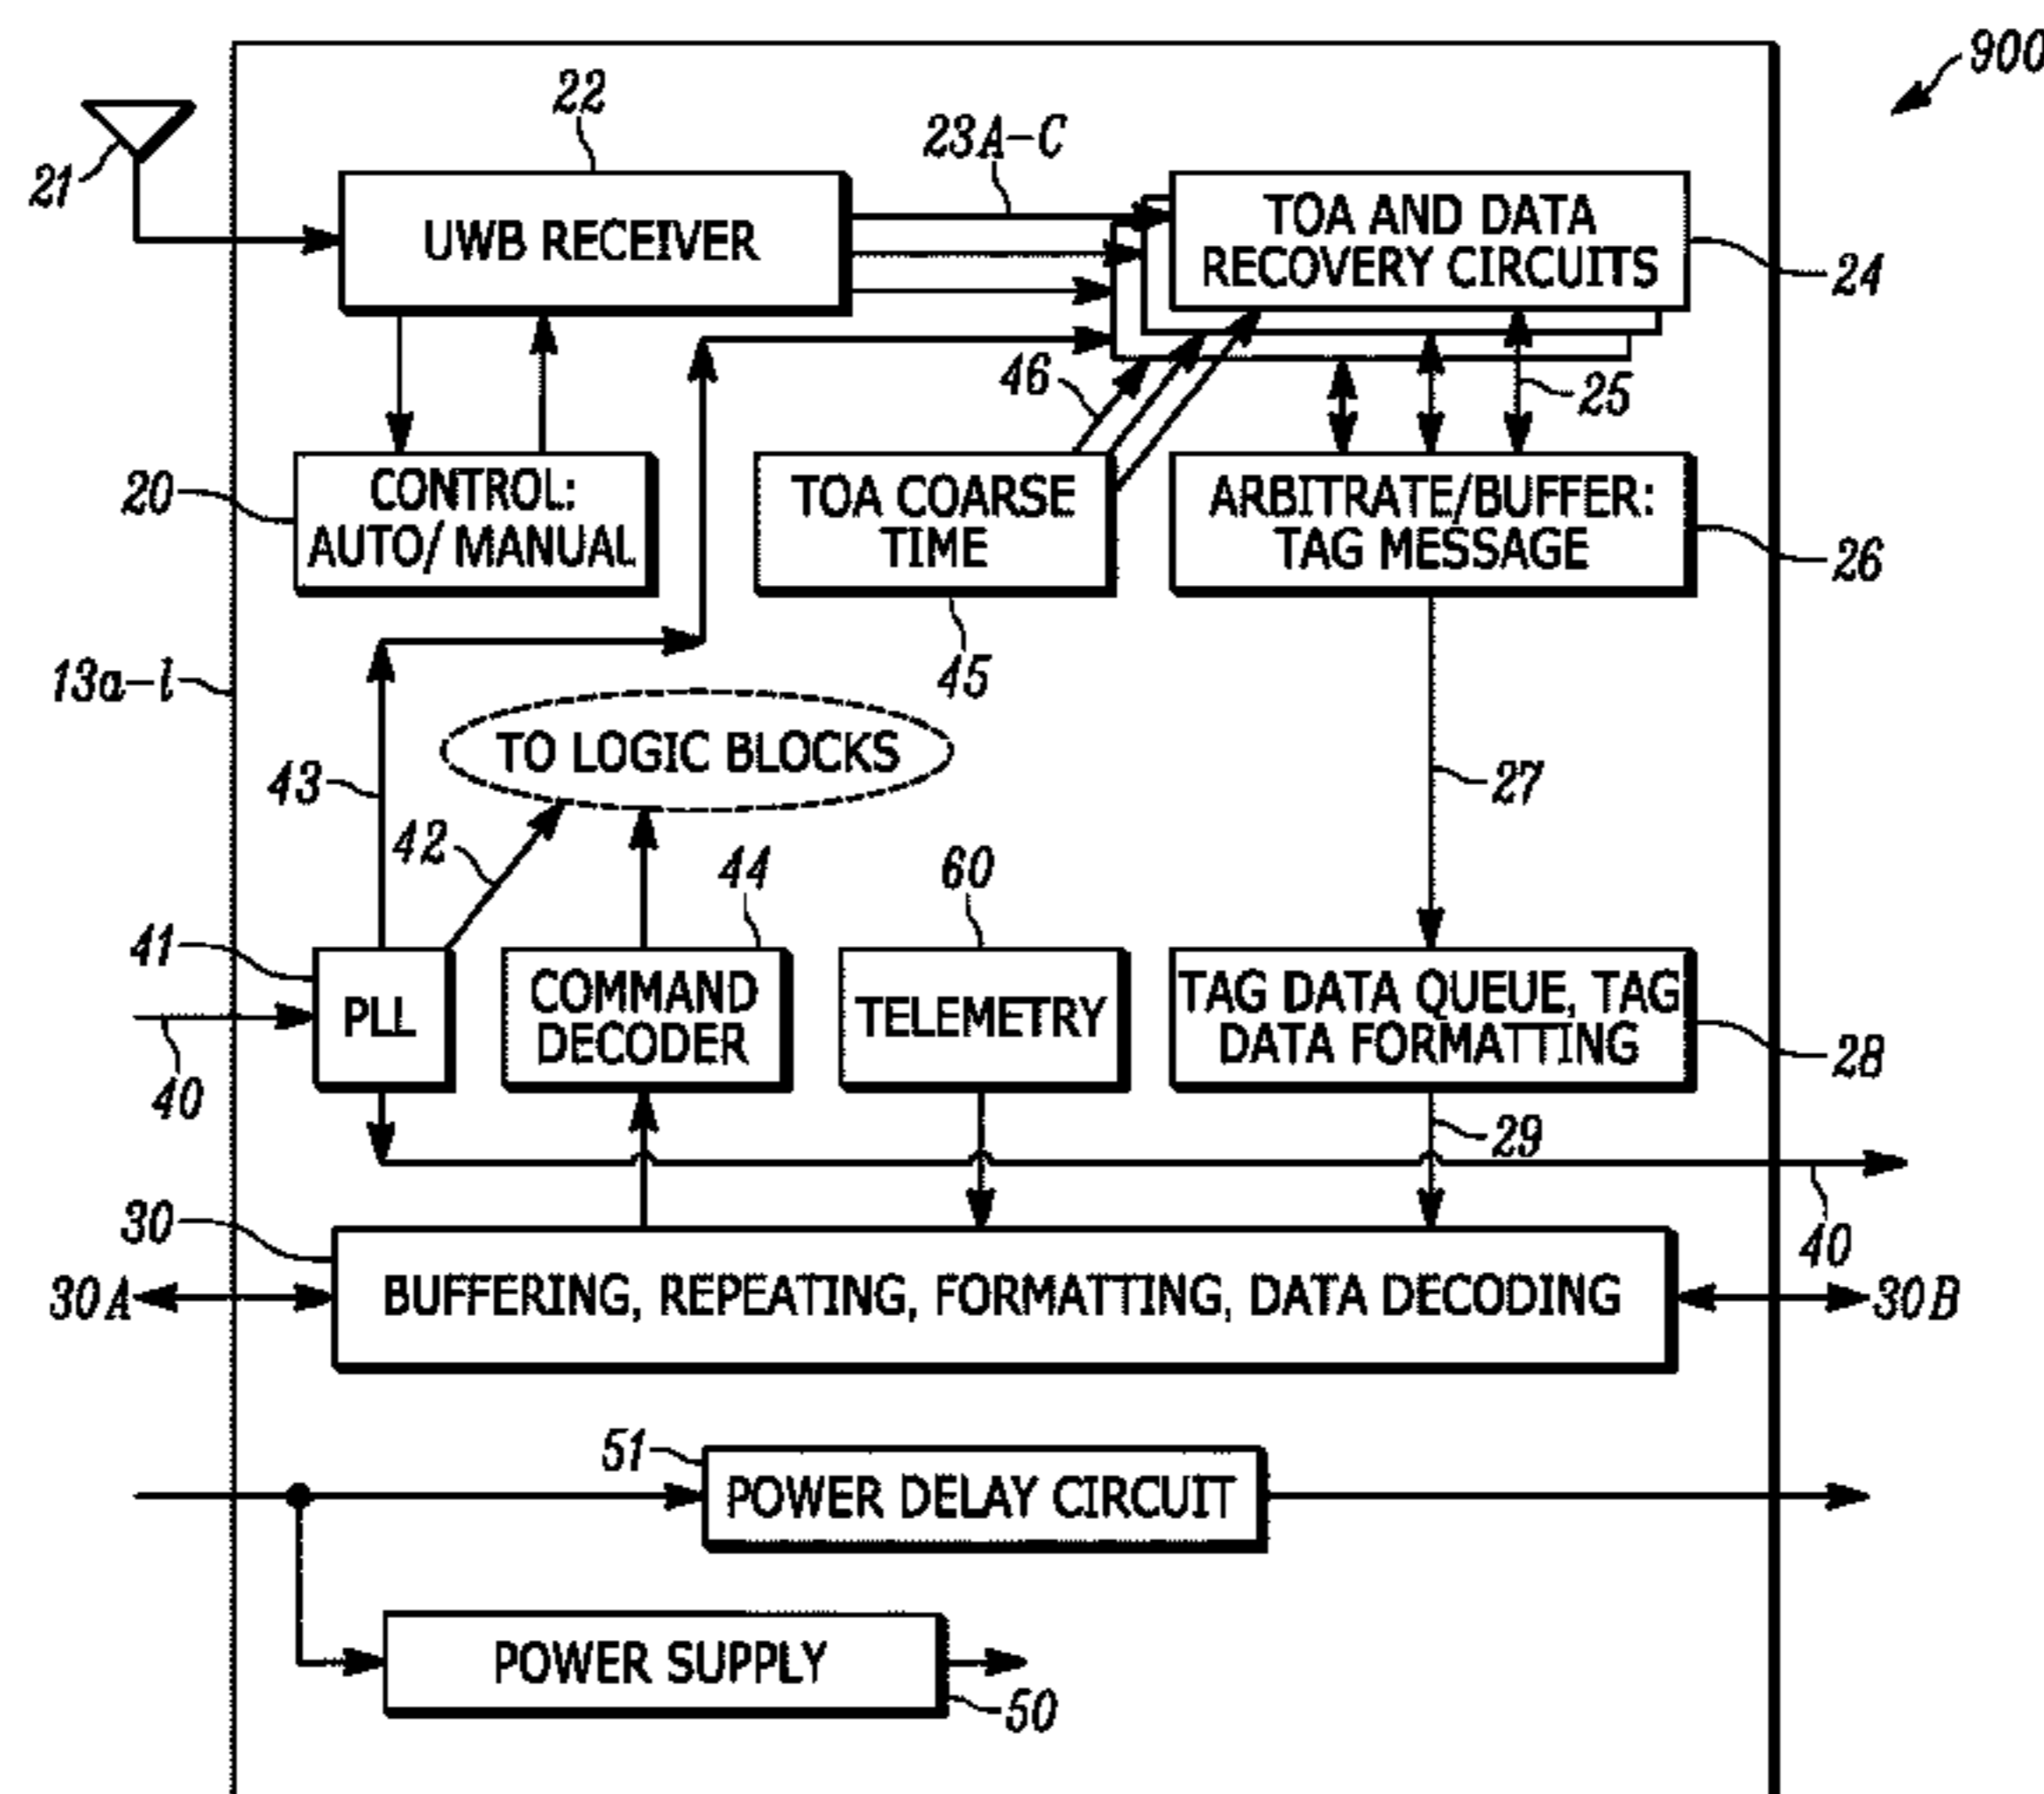 900
22
23A-C
21
UWB RECEIVER
TOA AND DATA
RECOVERY CIRCUITS
24
46
25
20
CONTROL:
AUTO/ MANUAL
TOA COARSE
TIME
ARBITRATE/BUFFER:
TAG MESSAGE
26
13a-l
45
TO LOGIC BLOCKS
43
27
42
44
60
41
PLL
COMMAND
DECODER
TELEMETRY
TAG DATA QUEUE, TAG
DATA FORMATTING
28
40
29
30
40
30A
BUFFERING, REPEATING, FORMATTING, DATA DECODING
30B
51
POWER DELAY CIRCUIT
POWER SUPPLY
50